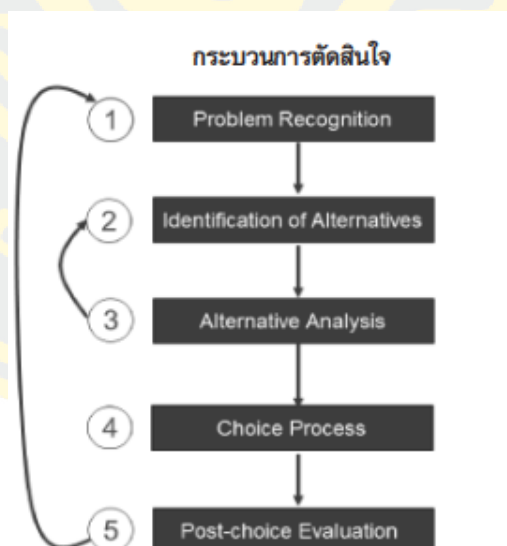 กระบวนการตัดสินใจ
1 Problem Recognition
2 Identification of Alternatives
3 Alternative Analysis
4 Choice Process
5 Post-choice Evaluation